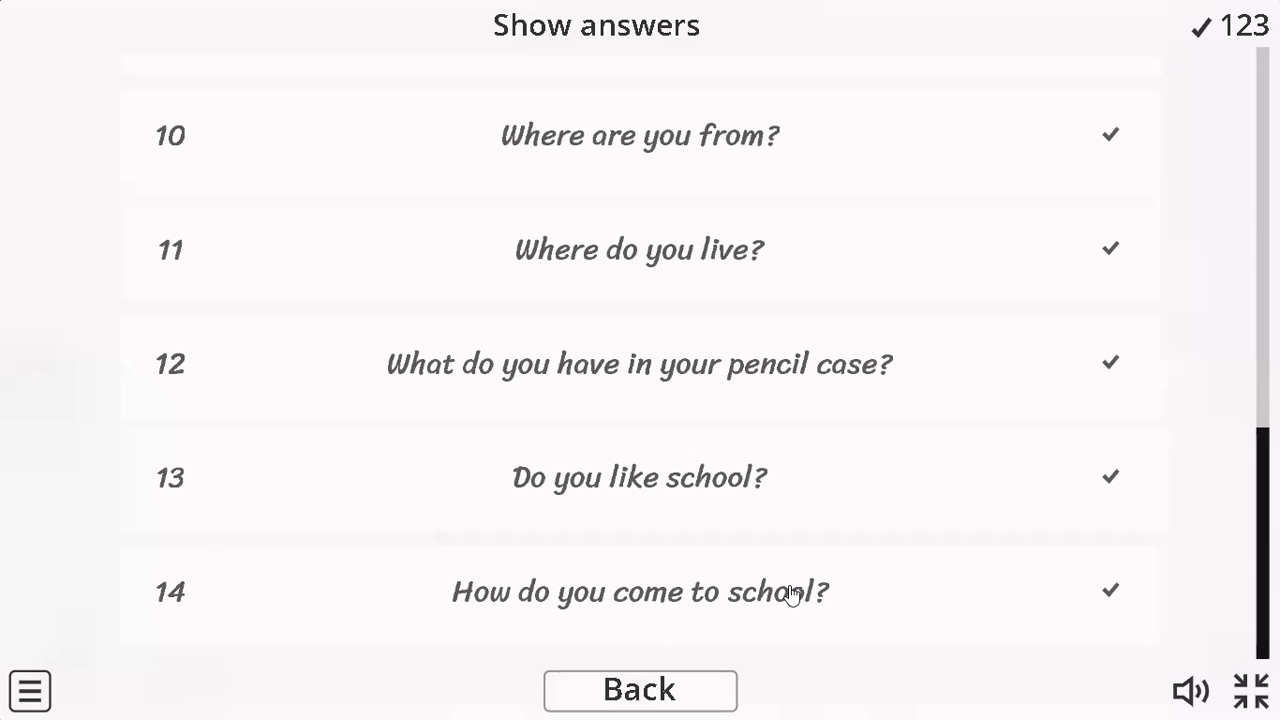 Show answers
123
10 Where are you from?
11 Where do you live?
12 What do you have in your pencil case?
13 Do you like school?
14 How do you come to school?
Back